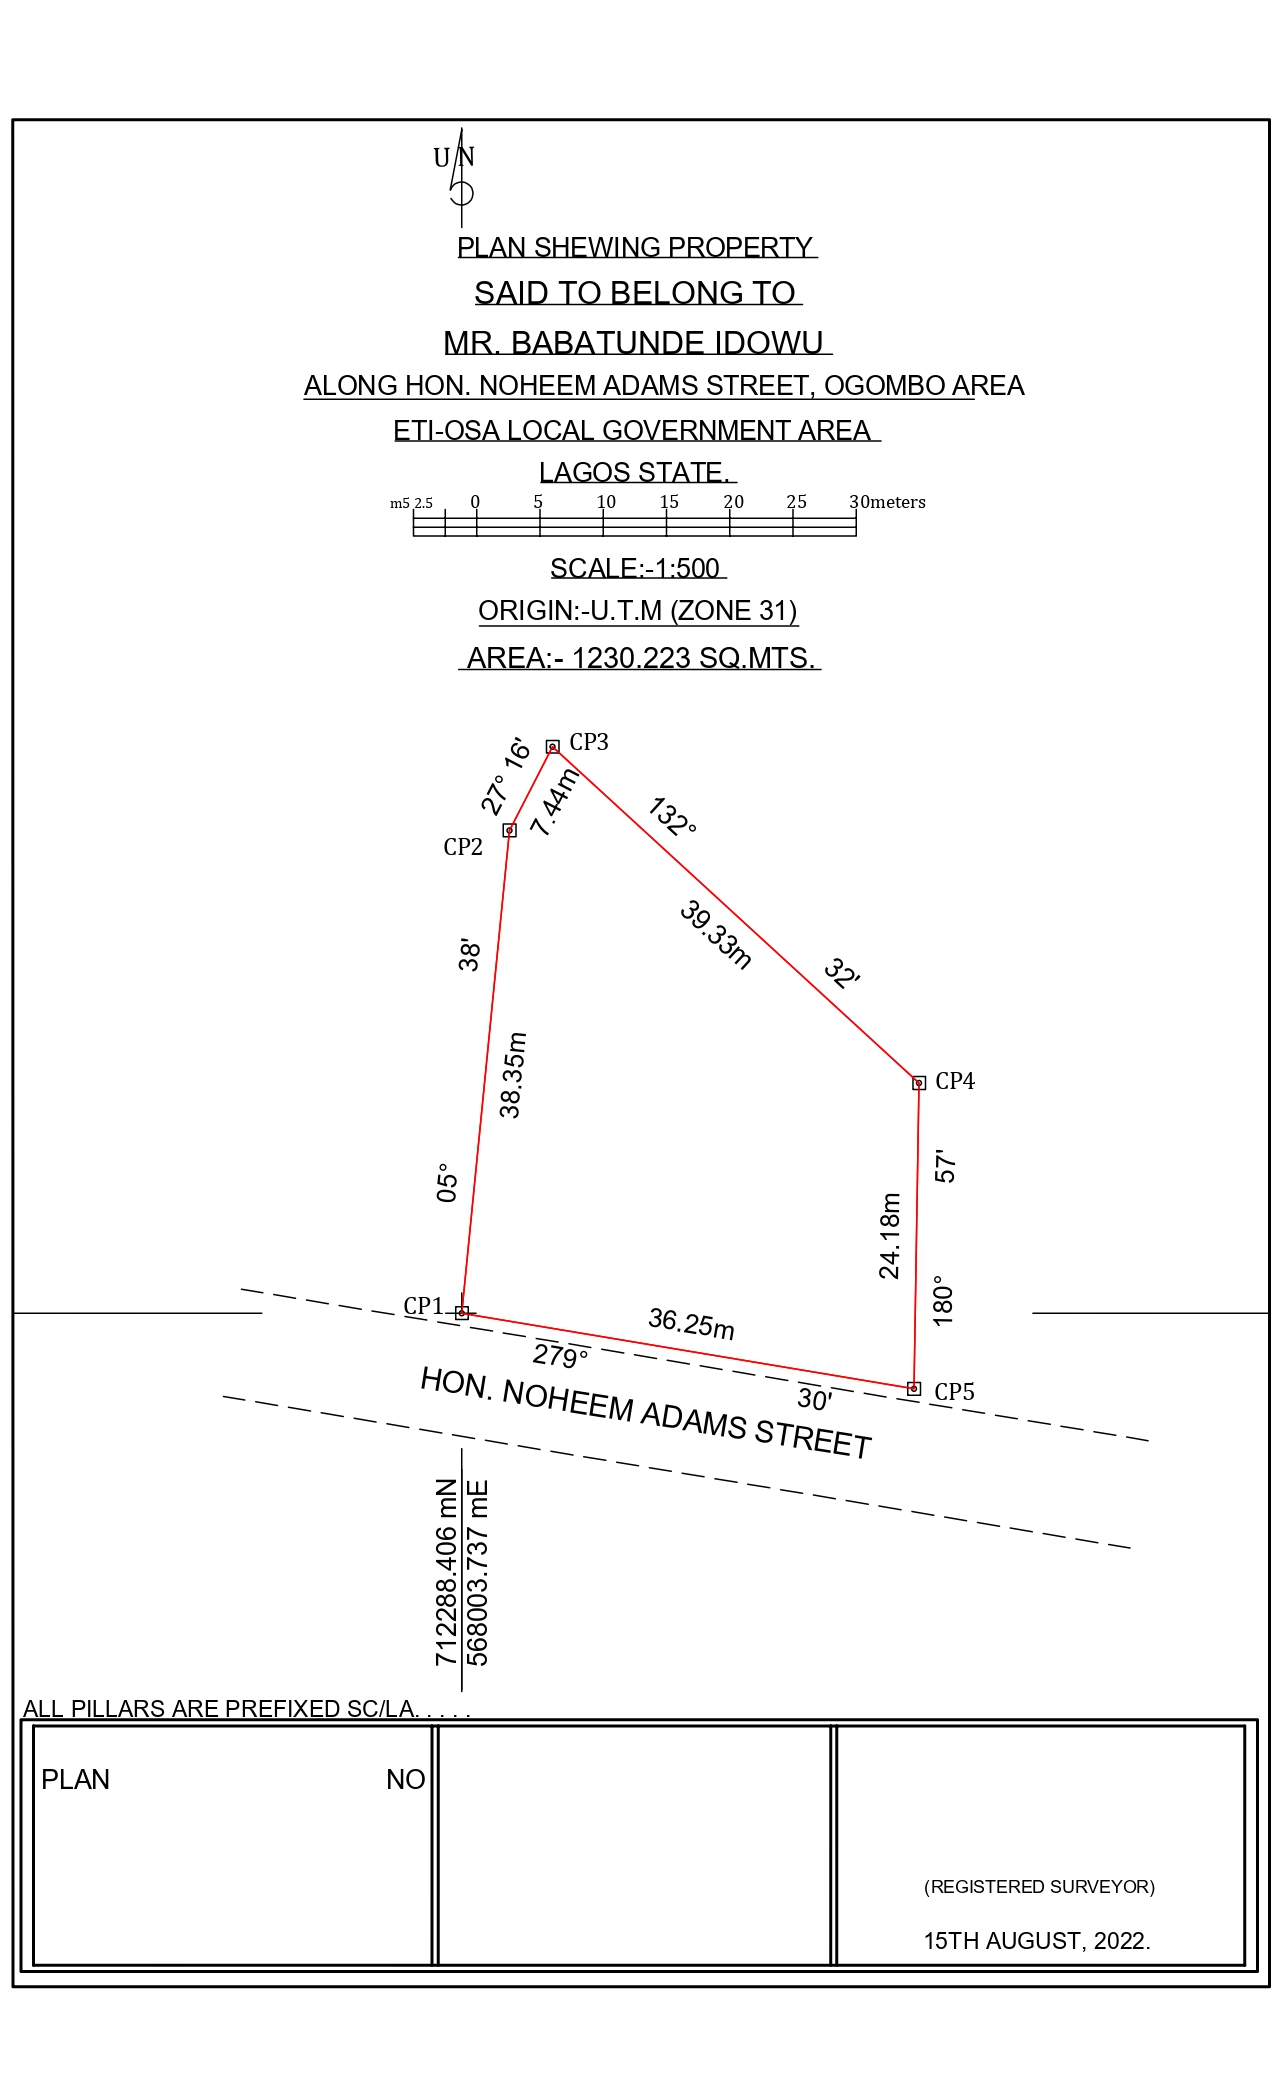 U N
PLAN SHEWING PROPERTY
SAID TO BELONG TO
MR. BABATUNDE IDOWU
ALONG HON. NOHEEM ADAMS STREET, OGOMBO AREA
ETI-OSA LOCAL GOVERNMENT AREA
LAGOS STATE.
m5 2.5 0 5 10 15 20 25 30meters
SCALE:-1:500
ORIGIN:-U.T.M (ZONE 31)
AREA:- 1230.223 SQ.MTS.
CP3
27° 16'
7.44m
CP2
132°
39.33m
32'
38'
38.35m
05°
CP4
57'
24.18m
180°
CP1
36.25m
279°
30'
CP5
HON. NOHEEM ADAMS STREET
712288.406 mN
568003.737 mE
ALL PILLARS ARE PREFIXED SC/LA. . . . .
PLAN NO
(REGISTERED SURVEYOR)
15TH AUGUST, 2022.